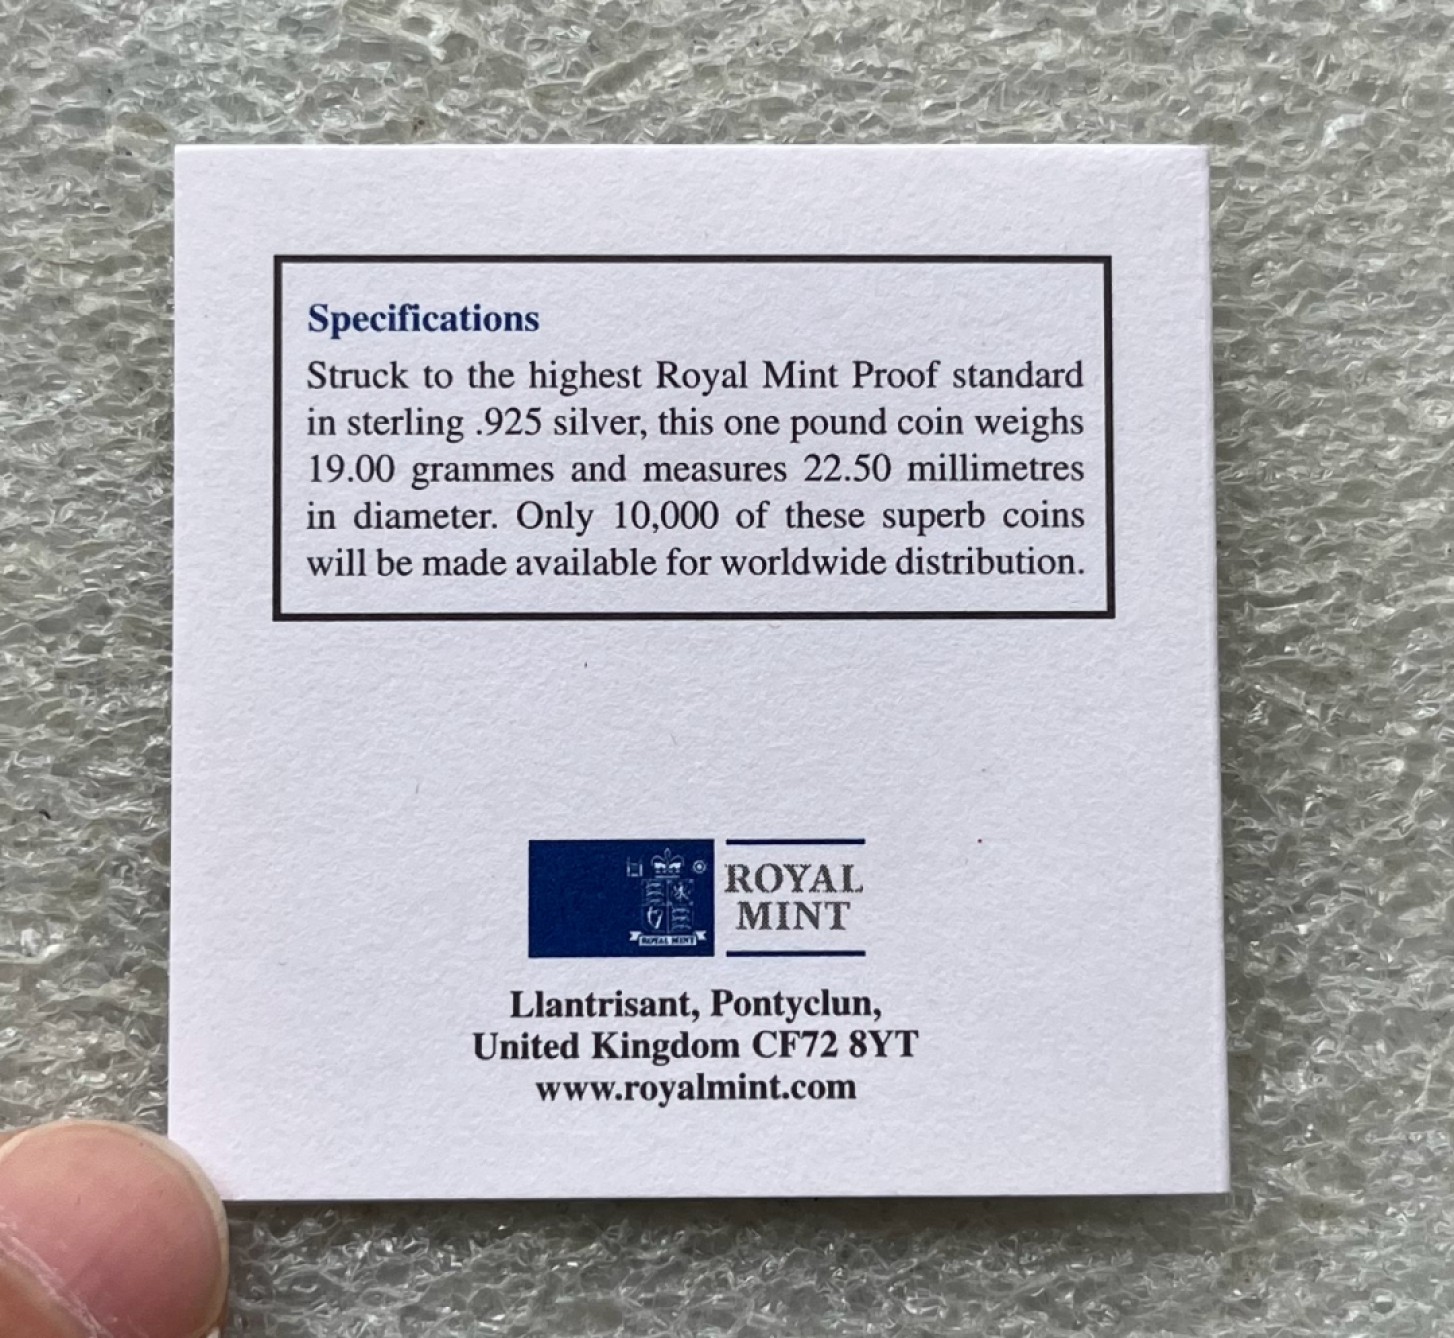 Specifications
Struck to the highest Royal Mint Proof standard
in sterling .925 silver, this one pound coin weighs
19.00 grammes and measures 22.50 millimetres
in diameter. Only 10,000 of these superb coins
will be made available for worldwide distribution.
ROYAL MINT
ROYAL
MINT
Llantrisant, Pontyclun,
United Kingdom CF72 8YT
www.royalmint.com